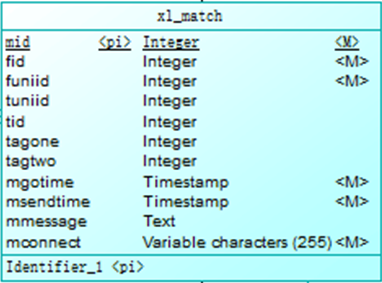 xl_match
mid <pi> Integer <M>
fid Integer <M>
funiid Integer <M>
tuniid Integer
tid Integer
tagone Integer
tagtwo Integer
mgotime Timestamp <M>
msendtime Timestamp <M>
mmessage Text
mconnect Variable characters (255) <M>
Identifier_1 <pi>